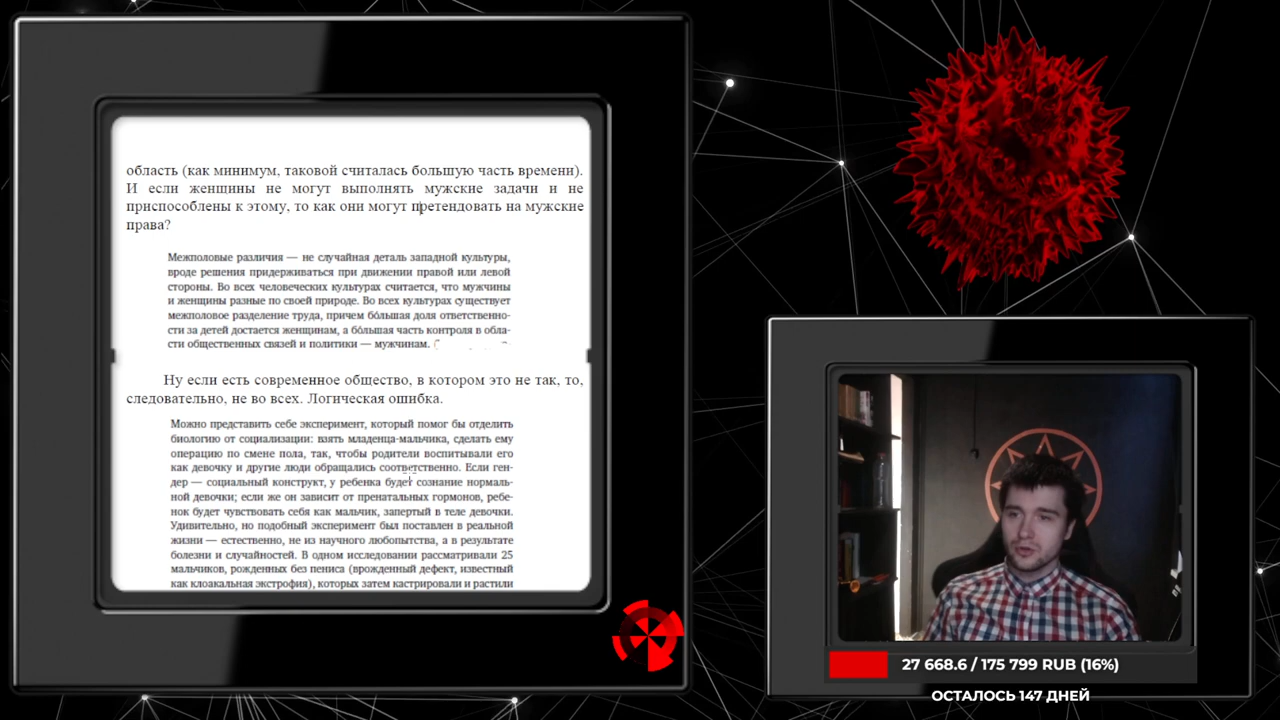 область (как минимум, таковой считалась большую часть времени).
И если женщины не могут выполнять мужские задачи и не
приспособлены к этому, то как они могут претендовать на мужские
права?
Межполовые различия — не случайная деталь западной культуры,
вроде решения придерживаться при движении правой или левой
стороны. Во всех человеческих культурах считается, что мужчины
и женщины разные по своей природе. Во всех культурах существует
межполовое разделение труда, причем бо́льшая доля ответственно-
сти за детей достается женщинам, а бо́льшая часть контроля в обла-
сти общественных связей и политики — мужчинам.
Ну если есть современное общество, в котором это не так, то,
следовательно, не во всех. Логическая ошибка.
Можно представить себе эксперимент, который помог бы отделить
биологию от социализации: взять младенца-мальчика, сделать ему
операцию по смене пола, так, чтобы родители воспитывали его
как девочку и другие люди обращались соответственно. Если ген-
дер — социальный конструкт, у ребенка будет сознание нормаль-
ной девочки; если же он зависит от пренатальных гормонов, ребе-
нок будет чувствовать себя как мальчик, запертый в теле девочки.
Удивительно, но подобный эксперимент был поставлен в реальной
жизни — естественно, не из научного любопытства, а в результате
болезни и случайностей. В одном исследовании рассматривали 25
мальчиков, рожденных без пениса (врожденный дефект, известный
как клоакальная экстрофия), которых затем кастрировали и растили
27 668.6 / 175 799 RUB (16%)
ОСТАЛОСЬ 147 ДНЕЙ